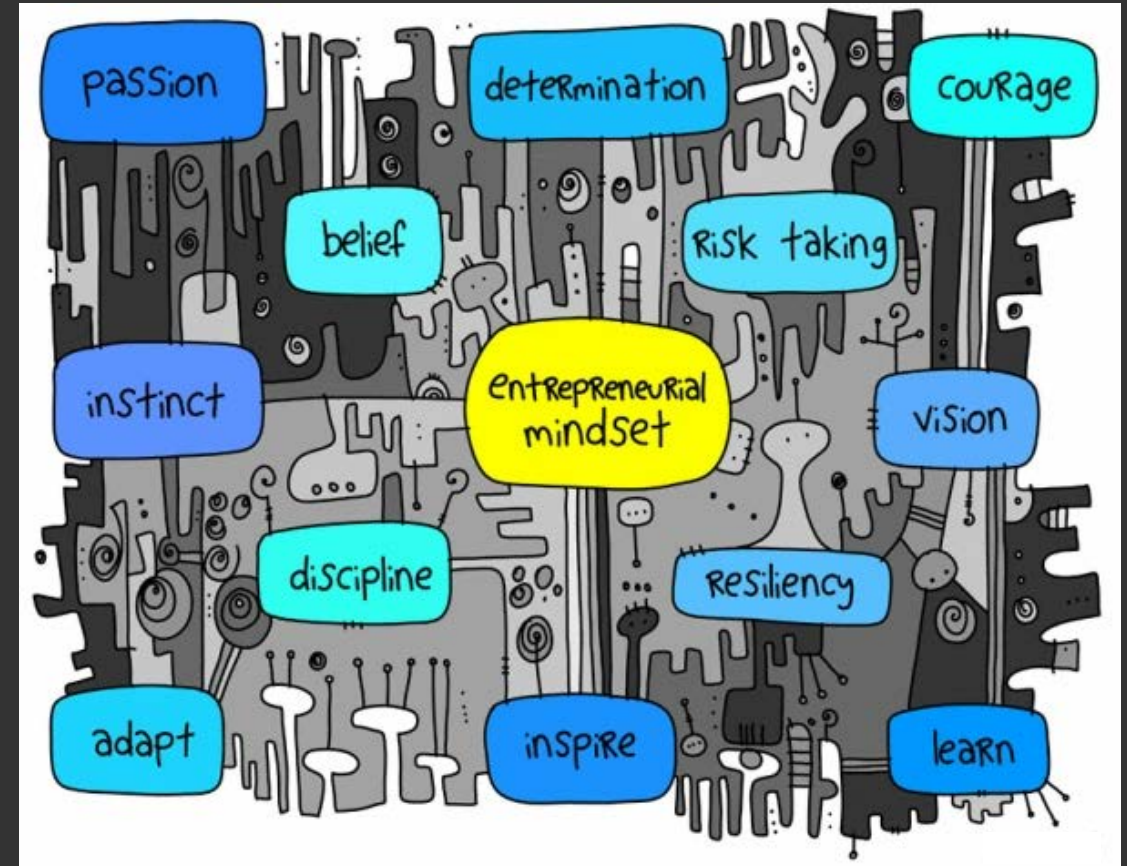 passion
determination
courage
belief
Risk taking
instinct
entrepreneurial
mindset
vision
discipline
Resiliency
adapt
inspire
learn